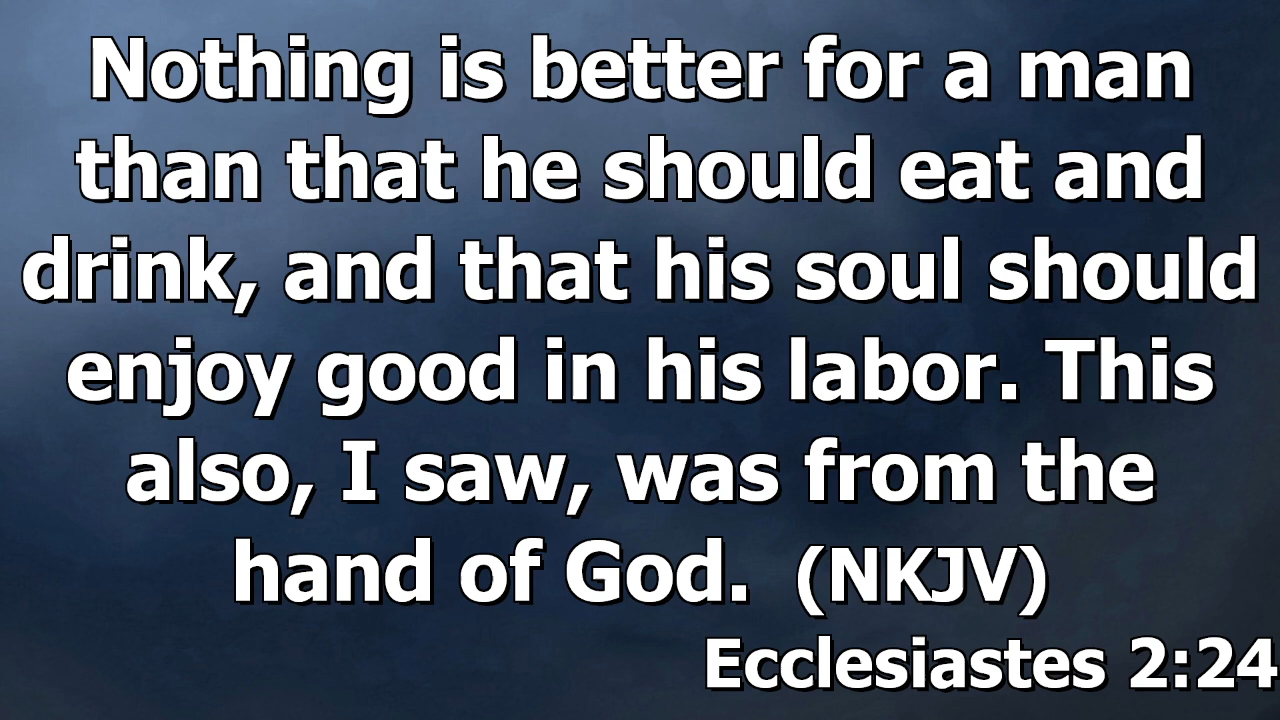 Nothing is better for a man
than that he should eat and
drink, and that his soul should
enjoy good in his labor. This
also, I saw, was from the
hand of God.  (NKJV)
Ecclesiastes 2:24